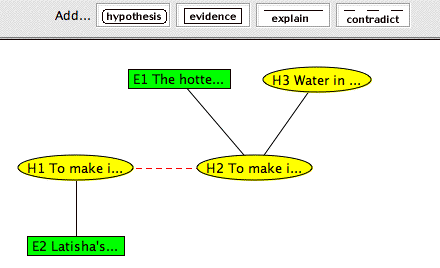 Add... hypothesis evidence explain contradict
E1 The hotte... H3 Water in ...
H1 To make i... H2 To make i...
E2 Latisha's...